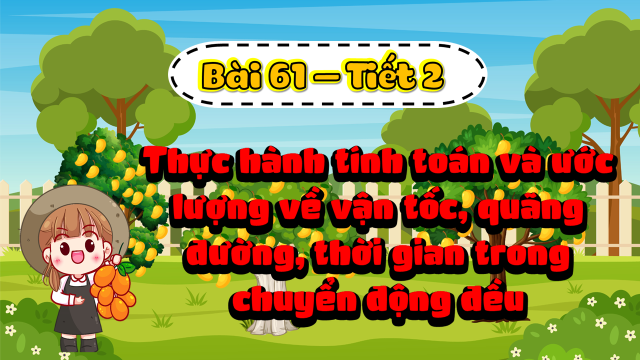 Bài 61 – Tiết 2
Thực hành tính toán và ước
lượng về vận tốc, quãng
đường, thời gian trong
chuyển động đều